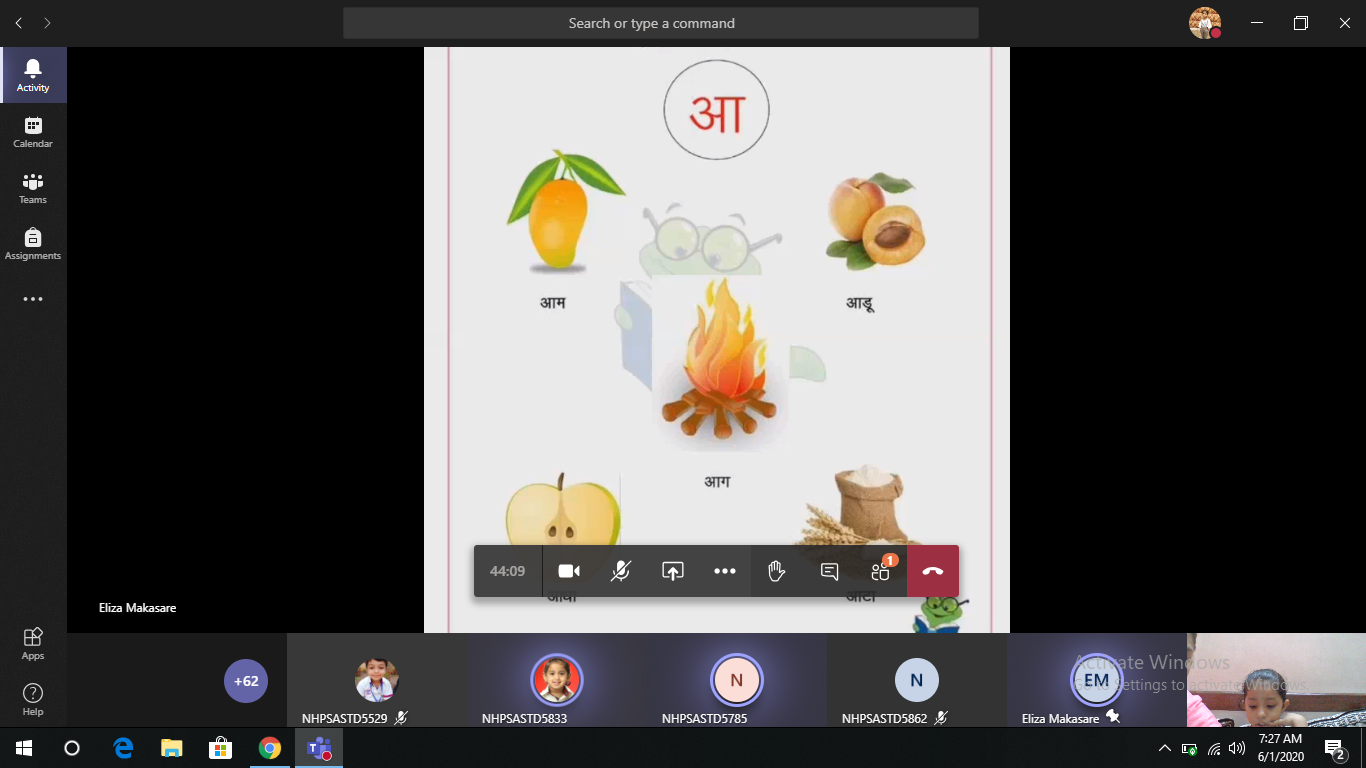 Search or type a command
Activity
Calendar
Teams
Assignments
Apps
Help
आ
आम
आडू
आग
आटा
44:09
1
Eliza Makasare
+62
NHPSASTD5529
NHPSASTD5833
N
NHPSASTD5785
N
NHPSASTD5862
EM
Eliza Makasare
Activate Windows
Go to Settings to activate Windows.
7:27 AM
6/1/2020
2